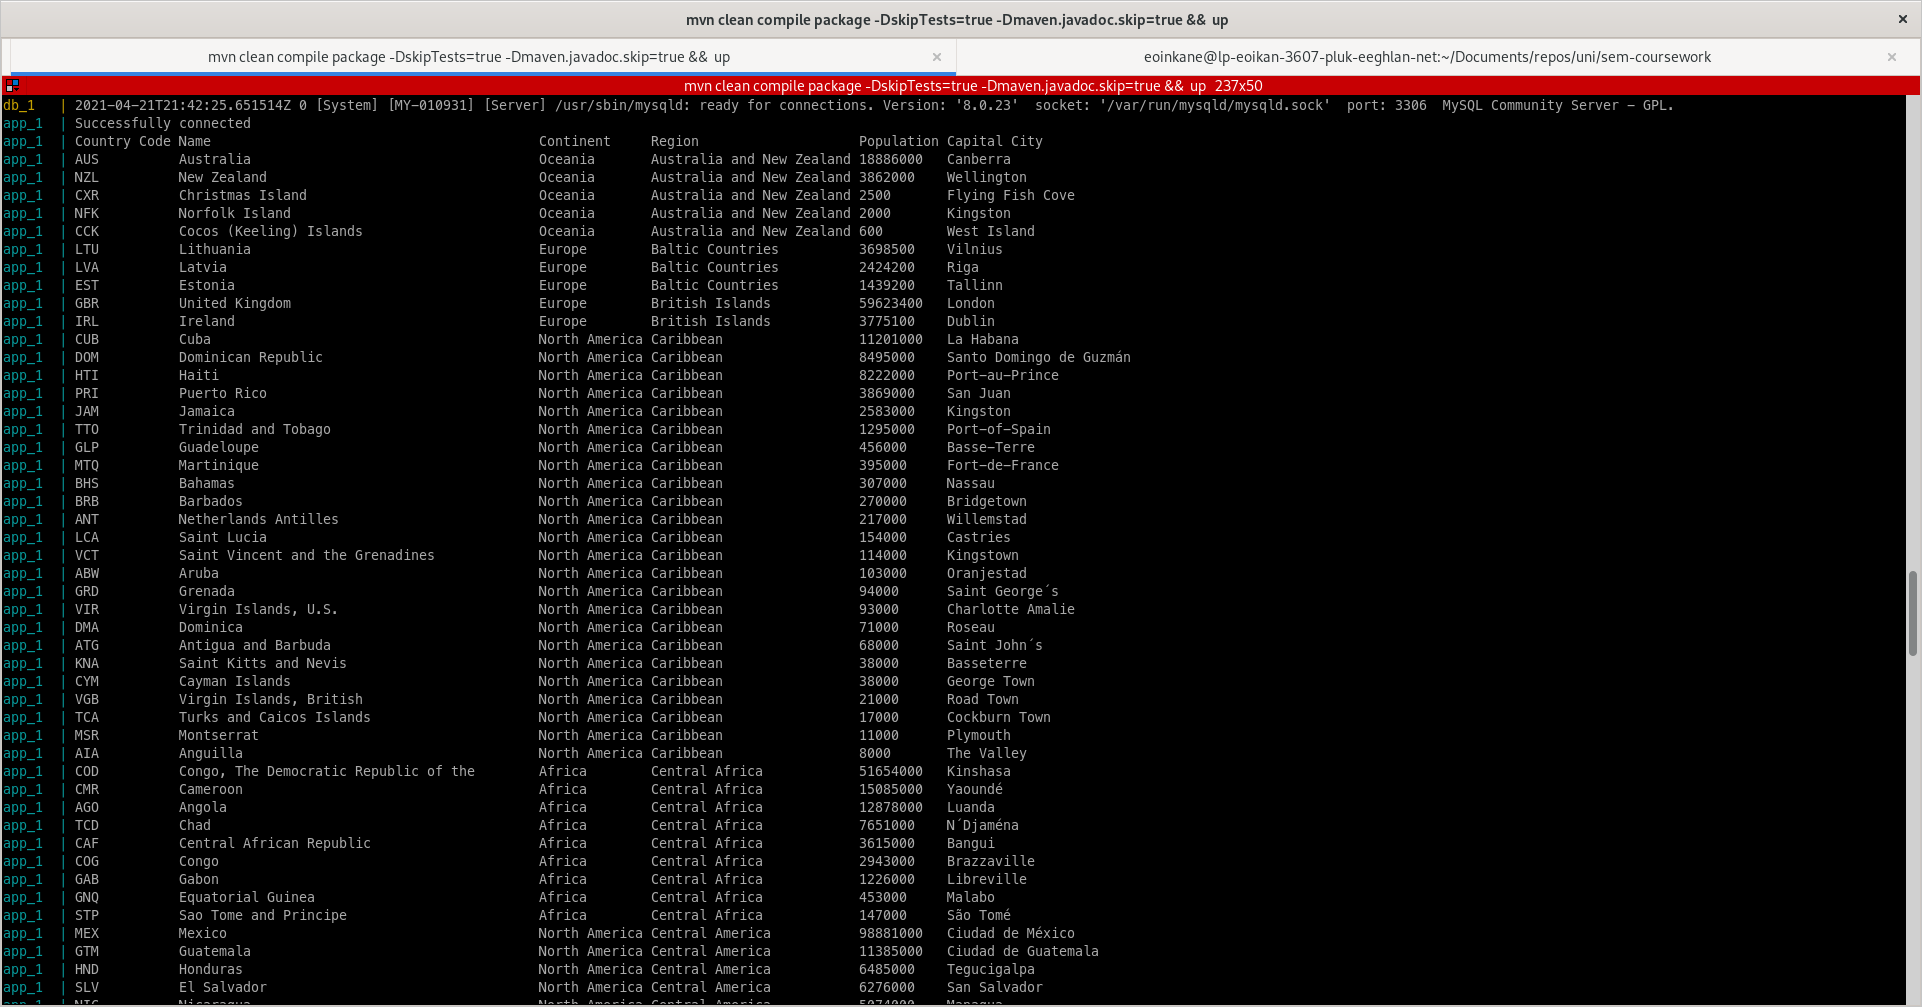 mvn clean compile package -DskipTests=true -Dmaven.javadoc.skip=true && up
mvn clean compile package -DskipTests=true -Dmaven.javadoc.skip=true && up
eoinkane@lp-eoikan-3607-pluk-eeghlan-net:~/Documents/repos/uni/sem-coursework
mvn clean compile package -DskipTests=true -Dmaven.javadoc.skip=true && up 237x50
db_1 | 2021-04-21T21:42:25.651514Z 0 [System] [MY-010931] [Server] /usr/sbin/mysqld: ready for connections. Version: '8.0.23' socket: '/var/run/mysqld/mysqld.sock' port: 3306 MySQL Community Server - GPL.
app_1 | Successfully connected
app_1 | Country Code Name Continent Region Population Capital City
app_1 | AUS Australia Oceania Australia and New Zealand 18886000 Canberra
app_1 | NZL New Zealand Oceania Australia and New Zealand 3862000 Wellington
app_1 | CXR Christmas Island Oceania Australia and New Zealand 2500 Flying Fish Cove
app_1 | NFK Norfolk Island Oceania Australia and New Zealand 2000 Kingston
app_1 | CCK Cocos (Keeling) Islands Oceania Australia and New Zealand 600 West Island
app_1 | LTU Lithuania Europe Baltic Countries 3698500 Vilnius
app_1 | LVA Latvia Europe Baltic Countries 2424200 Riga
app_1 | EST Estonia Europe Baltic Countries 1439200 Tallinn
app_1 | GBR United Kingdom Europe British Islands 59623400 London
app_1 | IRL Ireland Europe British Islands 3775100 Dublin
app_1 | CUB Cuba North America Caribbean 11201000 La Habana
app_1 | DOM Dominican Republic North America Caribbean 8495000 Santo Domingo de Guzmán
app_1 | HTI Haiti North America Caribbean 8222000 Port-au-Prince
app_1 | PRI Puerto Rico North America Caribbean 3869000 San Juan
app_1 | JAM Jamaica North America Caribbean 2583000 Kingston
app_1 | TTO Trinidad and Tobago North America Caribbean 1295000 Port-of-Spain
app_1 | GLP Guadeloupe North America Caribbean 456000 Basse-Terre
app_1 | MTQ Martinique North America Caribbean 395000 Fort-de-France
app_1 | BHS Bahamas North America Caribbean 307000 Nassau
app_1 | BRB Barbados North America Caribbean 270000 Bridgetown
app_1 | ANT Netherlands Antilles North America Caribbean 217000 Willemstad
app_1 | LCA Saint Lucia North America Caribbean 154000 Castries
app_1 | VCT Saint Vincent and the Grenadines North America Caribbean 114000 Kingstown
app_1 | ABW Aruba North America Caribbean 103000 Oranjestad
app_1 | GRD Grenada North America Caribbean 94000 Saint George´s
app_1 | VIR Virgin Islands, U.S. North America Caribbean 93000 Charlotte Amalie
app_1 | DMA Dominica North America Caribbean 71000 Roseau
app_1 | ATG Antigua and Barbuda North America Caribbean 68000 Saint John´s
app_1 | KNA Saint Kitts and Nevis North America Caribbean 38000 Basseterre
app_1 | CYM Cayman Islands North America Caribbean 38000 George Town
app_1 | VGB Virgin Islands, British North America Caribbean 21000 Road Town
app_1 | TCA Turks and Caicos Islands North America Caribbean 17000 Cockburn Town
app_1 | MSR Montserrat North America Caribbean 11000 Plymouth
app_1 | AIA Anguilla North America Caribbean 8000 The Valley
app_1 | COD Congo, The Democratic Republic of the Africa Central Africa 51654000 Kinshasa
app_1 | CMR Cameroon Africa Central Africa 15085000 Yaoundé
app_1 | AGO Angola Africa Central Africa 12878000 Luanda
app_1 | TCD Chad Africa Central Africa 7651000 N´Djaména
app_1 | CAF Central African Republic Africa Central Africa 3615000 Bangui
app_1 | COG Congo Africa Central Africa 2943000 Brazzaville
app_1 | GAB Gabon Africa Central Africa 1226000 Libreville
app_1 | GNQ Equatorial Guinea Africa Central Africa 453000 Malabo
app_1 | STP Sao Tome and Principe Africa Central Africa 147000 São Tomé
app_1 | MEX Mexico North America Central America 98881000 Ciudad de México
app_1 | GTM Guatemala North America Central America 11385000 Ciudad de Guatemala
app_1 | HND Honduras North America Central America 6485000 Tegucigalpa
app_1 | SLV El Salvador North America Central America 6276000 San Salvador
app_1 | NIC Nicaragua North America Central America 5074000 Managua